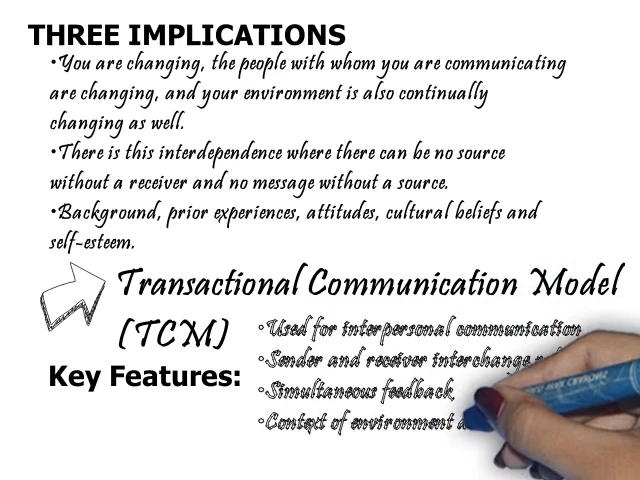 THREE IMPLICATIONS
•You are changing, the people with whom you are communicating
are changing, and your environment is also continually
changing as well.
•There is this interdependence where there can be no source
without a receiver and no message without a source.
•Background, prior experiences, attitudes, cultural beliefs and
self-esteem.
Transactional Communication Model
(TCM)
Key Features:
•Used for interpersonal communication
•Sender and receiver interchange
•Simultaneous feedback
•Context of environment